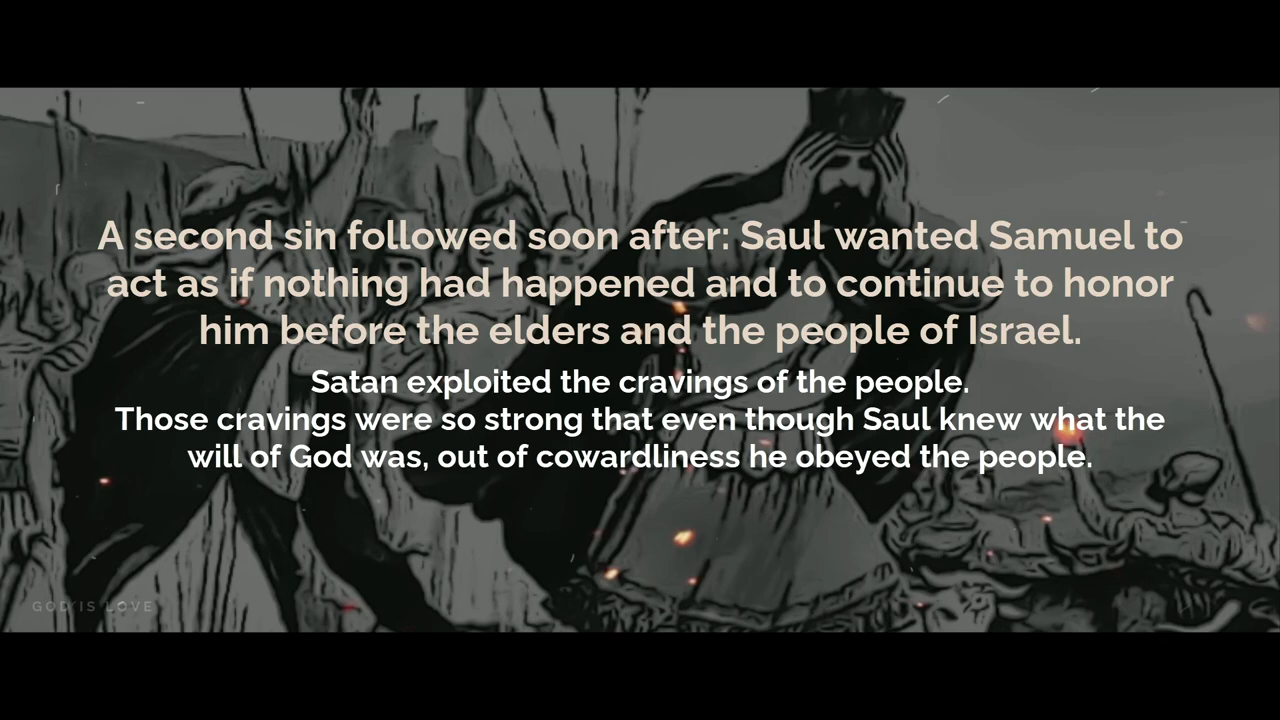 A second sin followed soon after: Saul wanted Samuel to
act as if nothing had happened and to continue to honor
him before the elders and the people of Israel.
Satan exploited the cravings of the people.
Those cravings were so strong that even though Saul knew what the
will of God was, out of cowardliness he obeyed the people.
GOD IS LOVE